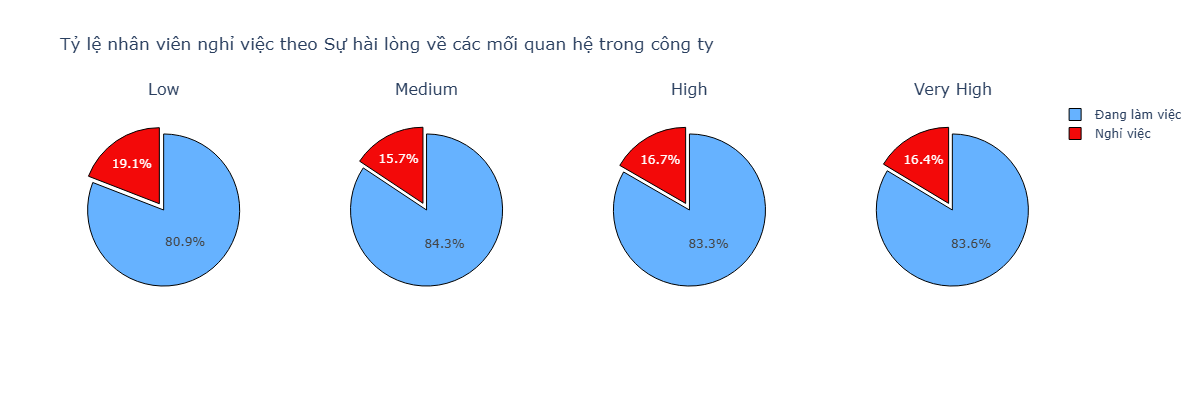 Tỷ lệ nhân viên nghỉ việc theo Sự hài lòng về các mối quan hệ trong công ty
Low
Medium
High
Very High
Đang làm việc
Nghỉ việc
19.1%
80.9%
15.7%
84.3%
16.7%
83.3%
16.4%
83.6%